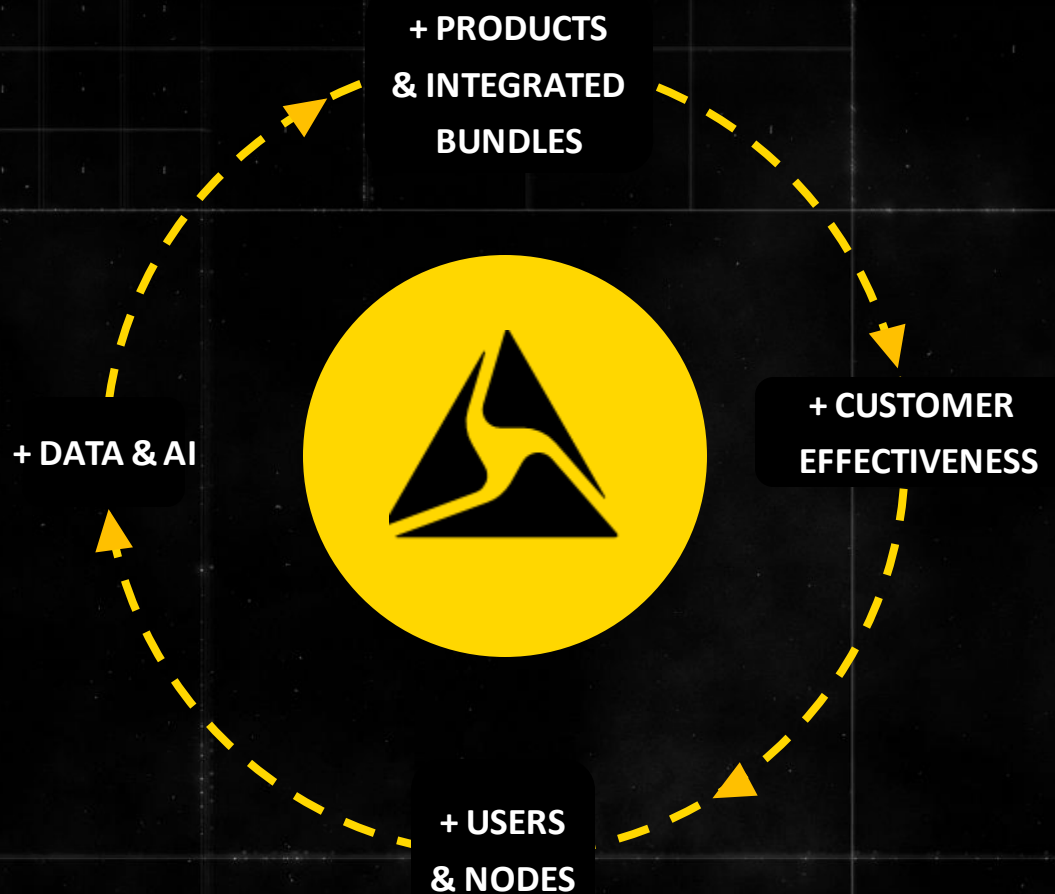 + PRODUCTS
& INTEGRATED
BUNDLES
+ CUSTOMER
EFFECTIVENESS
+ DATA & AI
+ USERS
& NODES